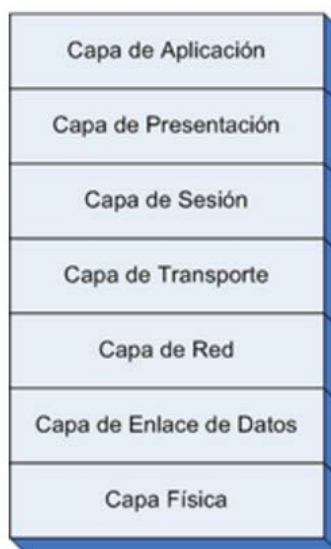 Capa de Aplicación
Capa de Presentación
Capa de Sesión
Capa de Transporte
Capa de Red
Capa de Enlace de Datos
Capa Física